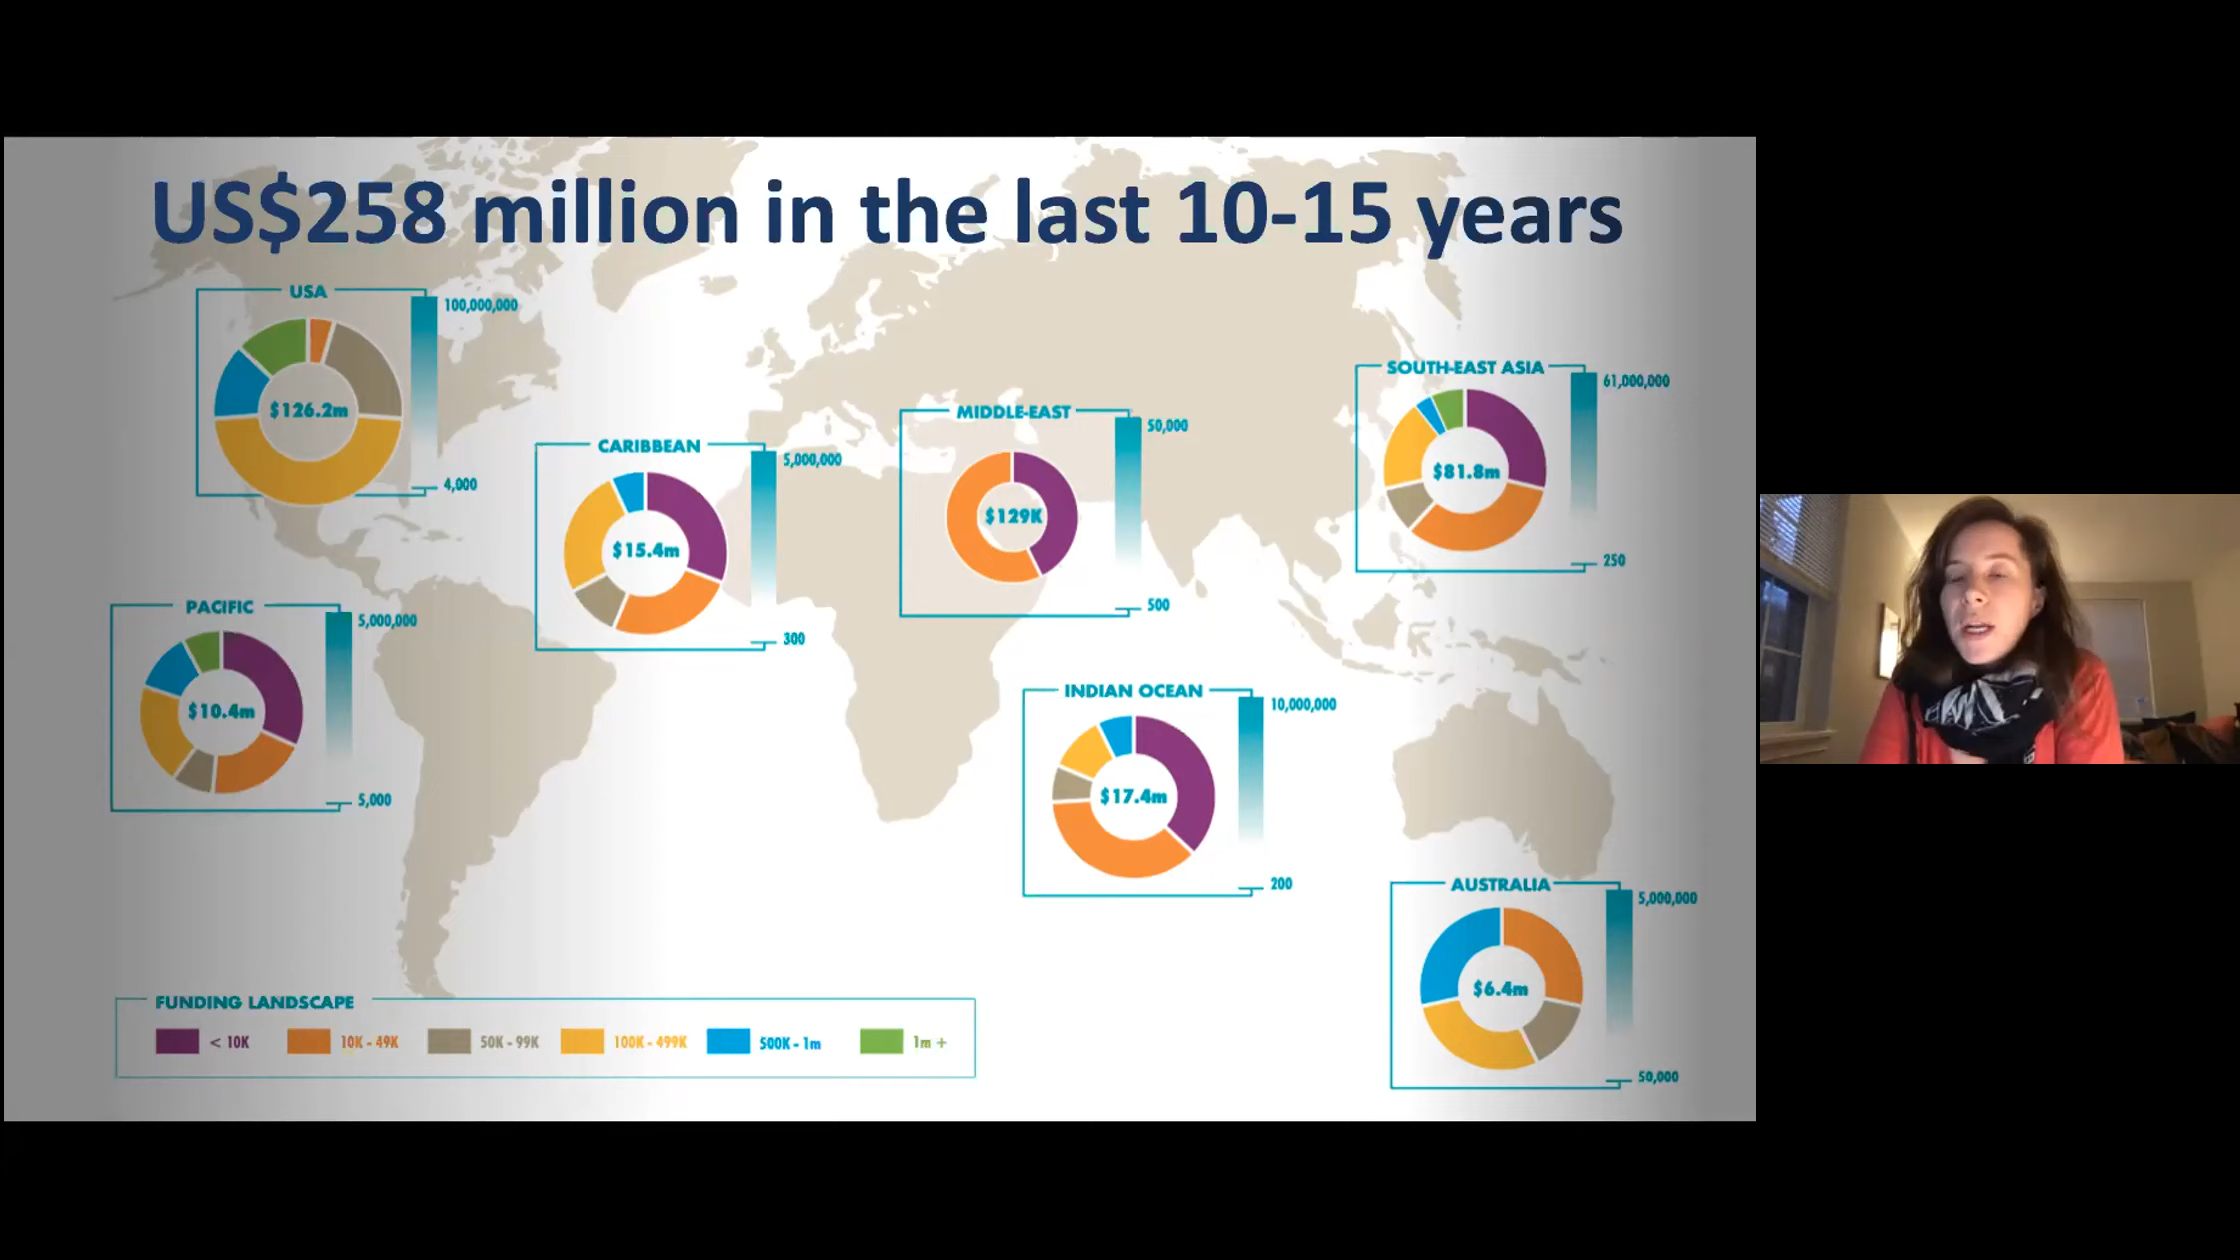 US$258 million in the last 10-15 years
USA
100,000,000
$126.2m
4,000
CARIBBEAN
5,000,000
$15.4m
300
MIDDLE-EAST
50,000
$129K
500
SOUTH-EAST ASIA
61,000,000
$81.8m
250
PACIFIC
5,000,000
$10.4m
5,000
INDIAN OCEAN
10,000,000
$17.4m
200
AUSTRALIA
5,000,000
$6.4m
50,000
FUNDING LANDSCAPE
< 10K 10K - 49K 50K - 99K 100K - 499K 500K - 1m 1m +